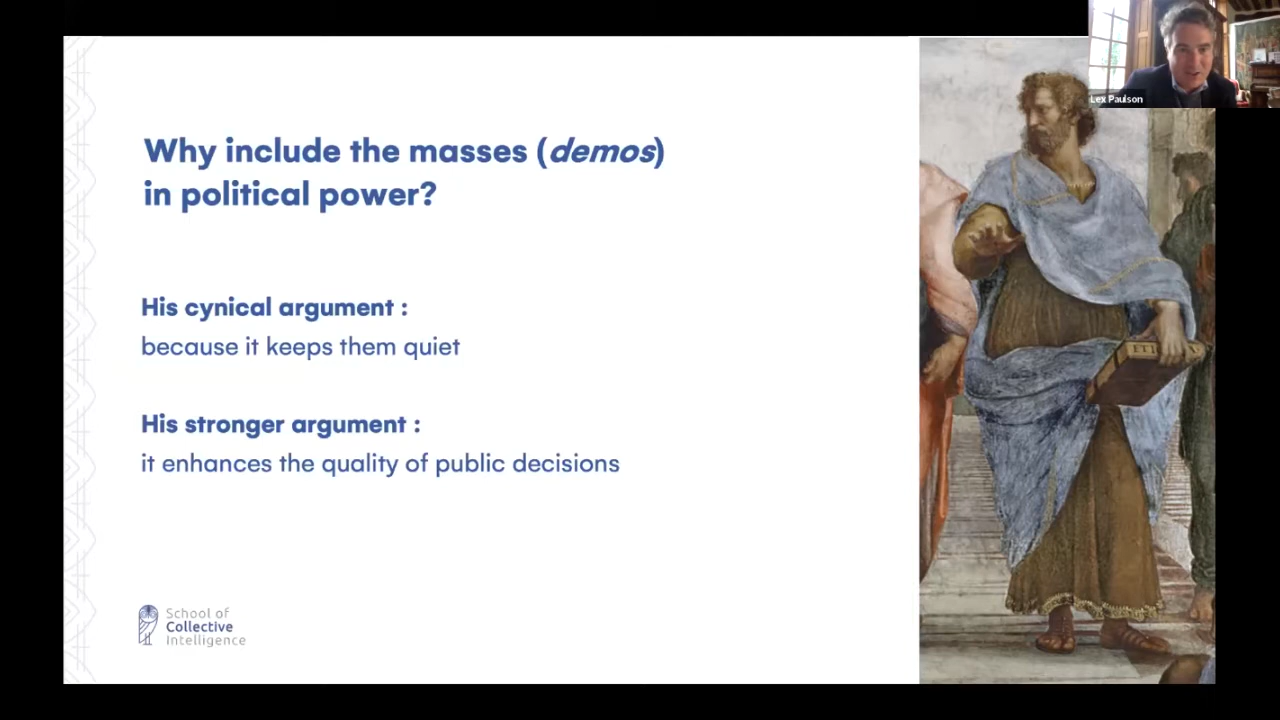 Lex Paulson
Why include the masses (demos)
in political power?
His cynical argument :
because it keeps them quiet
His stronger argument :
it enhances the quality of public decisions
School of
Collective
Intelligence